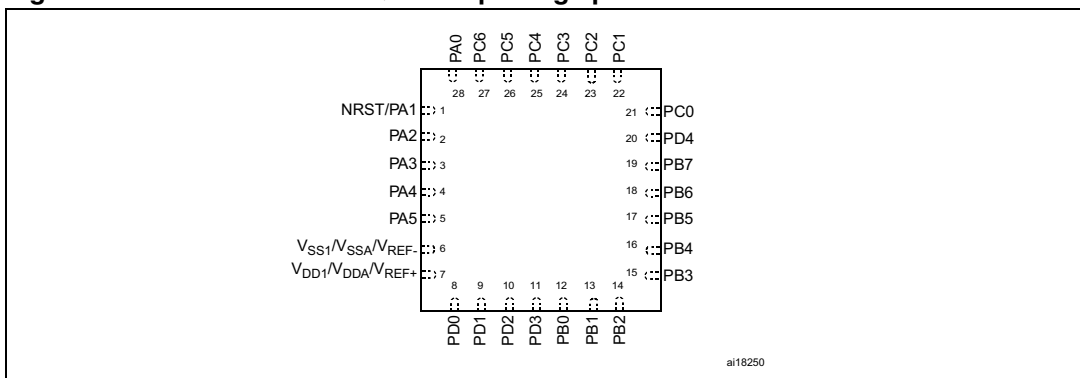 PA0 PC6 PC5 PC4 PC3 PC2 PC1
28 27 26 25 24 23 22
NRST/PA1 1 21 PC0
PA2 2 20 PD4
PA3 3 19 PB7
PA4 4 18 PB6
PA5 5 17 PB5
VSS1/VSSA/VREF- 6 16 PB4
VDD1/VDDA/VREF+ 7 15 PB3
8 9 10 11 12 13 14
PD0 PD1 PD2 PD3 PB0 PB1 PB2
ai18250